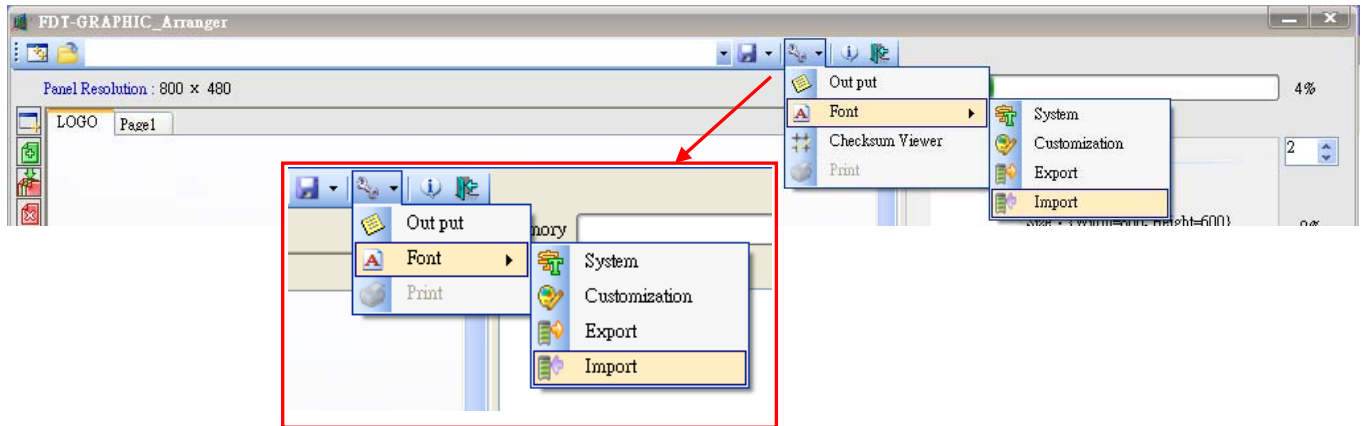 FDT-GRAPHIC_Arranger
Panel Resolution : 800 × 480
4%
LOGO Page1
2
Out put
Font
Checksum Viewer
Print
System
Customization
Export
Import
Out put
Font
Print
System
Customization
Export
Import